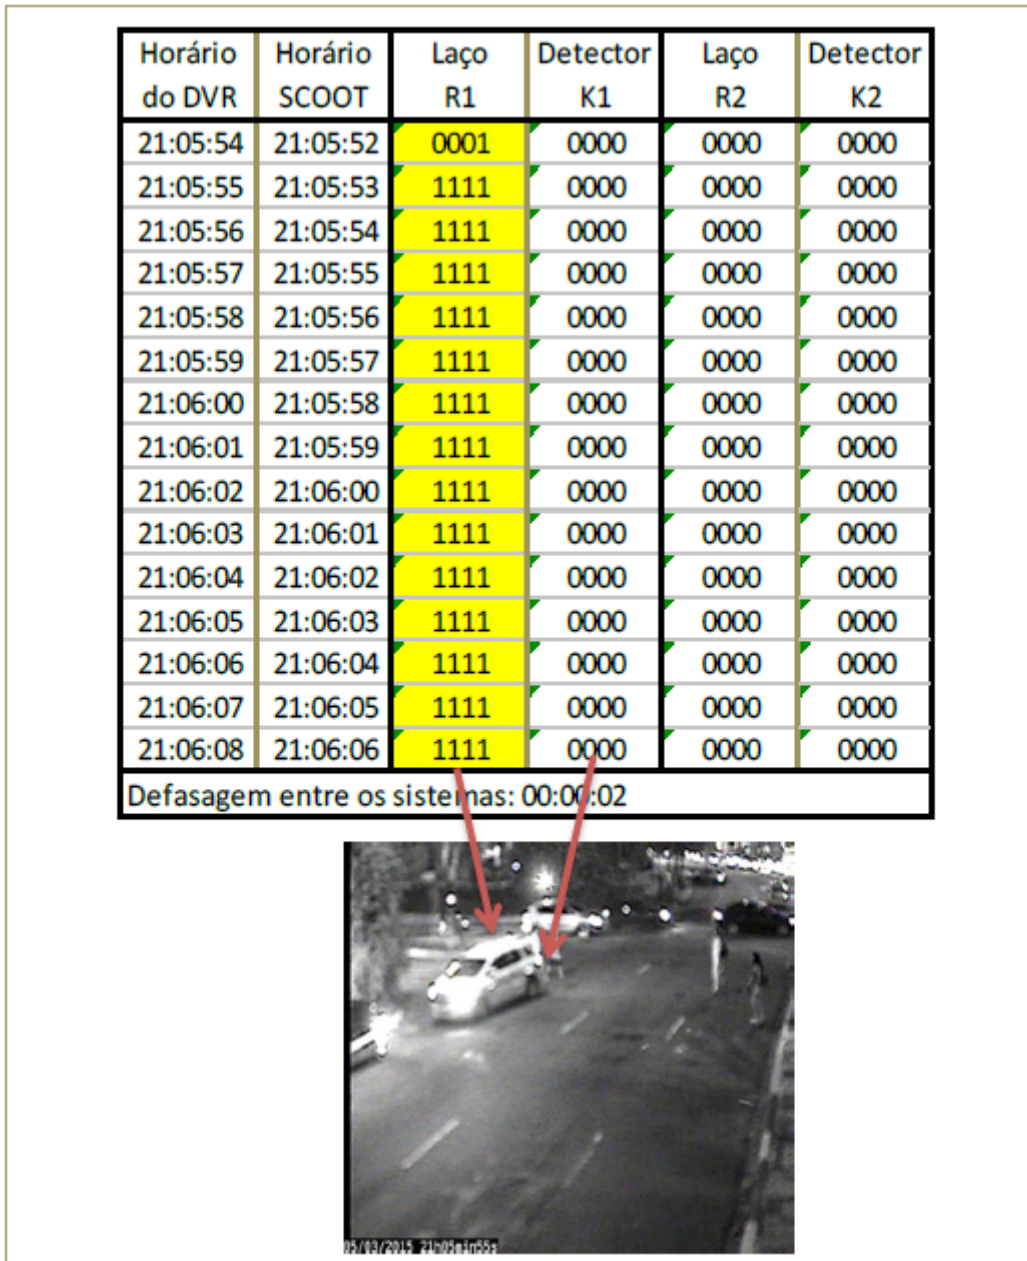 Horário do DVR Horário SCOOT Laço R1 Detector K1 Laço R2 Detector K2
21:05:54 21:05:52 0001 0000 0000 0000
21:05:55 21:05:53 1111 0000 0000 0000
21:05:56 21:05:54 1111 0000 0000 0000
21:05:57 21:05:55 1111 0000 0000 0000
21:05:58 21:05:56 1111 0000 0000 0000
21:05:59 21:05:57 1111 0000 0000 0000
21:06:00 21:05:58 1111 0000 0000 0000
21:06:01 21:05:59 1111 0000 0000 0000
21:06:02 21:06:00 1111 0000 0000 0000
21:06:03 21:06:01 1111 0000 0000 0000
21:06:04 21:06:02 1111 0000 0000 0000
21:06:05 21:06:03 1111 0000 0000 0000
21:06:06 21:06:04 1111 0000 0000 0000
21:06:07 21:06:05 1111 0000 0000 0000
21:06:08 21:06:06 1111 0000 0000 0000
Defasagem entre os sistemas: 00:00:02
05/03/2015 21h05min55s